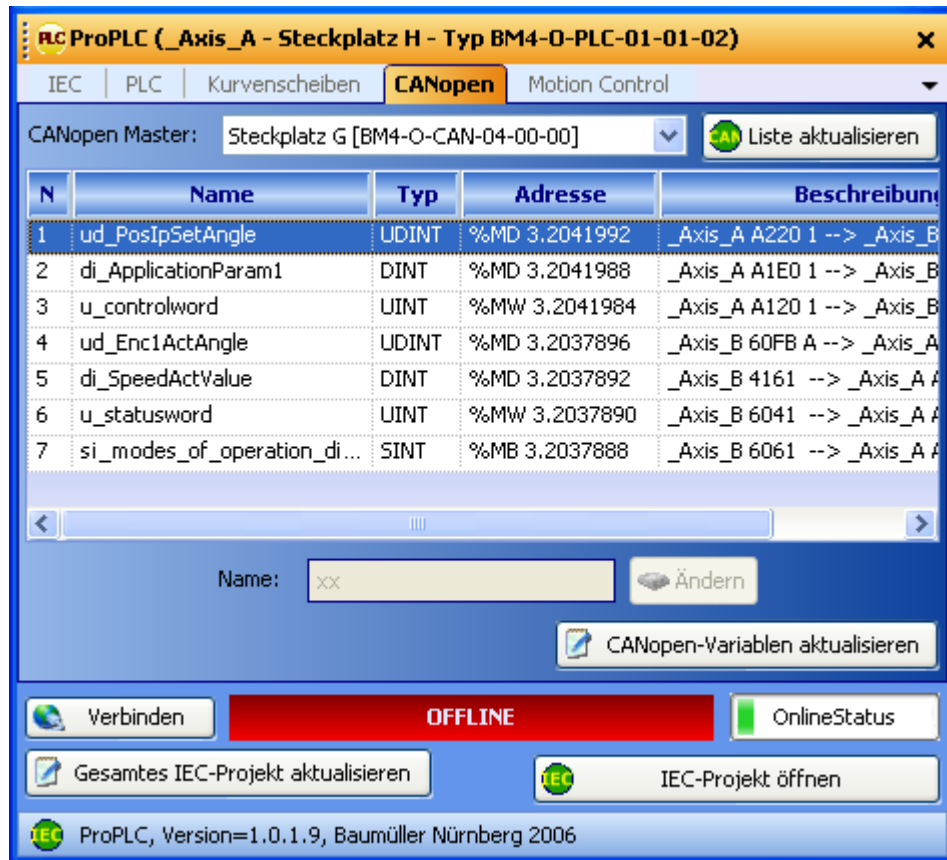 PLC ProPLC (_Axis_A - Steckplatz H - Typ BM4-O-PLC-01-01-02)
IEC PLC Kurvenscheiben CANopen Motion Control
CANopen Master: Steckplatz G [BM4-O-CAN-04-00-00] CAN Liste aktualisieren
N Name Typ Adresse Beschreibung
1 ud_PosIpSetAngle UDINT %MD 3.2041992 _Axis_A A220 1 --> _Axis_B
2 di_ApplicationParam1 DINT %MD 3.2041988 _Axis_A A1E0 1 --> _Axis_B
3 u_controlword UINT %MW 3.2041984 _Axis_A A120 1 --> _Axis_B
4 ud_Enc1ActAngle UDINT %MD 3.2037896 _Axis_B 60FB A --> _Axis_A
5 di_SpeedActValue DINT %MD 3.2037892 _Axis_B 4161 --> _Axis_A A
6 u_statusword UINT %MW 3.2037890 _Axis_B 6041 --> _Axis_A A
7 si_modes_of_operation_di... SINT %MB 3.2037888 _Axis_B 6061 --> _Axis_A A
Name: xx Ändern
CANopen-Variablen aktualisieren
Verbinden OFFLINE OnlineStatus
Gesamtes IEC-Projekt aktualisieren IEC IEC-Projekt öffnen
IEC ProPLC, Version=1.0.1.9, Baumüller Nürnberg 2006